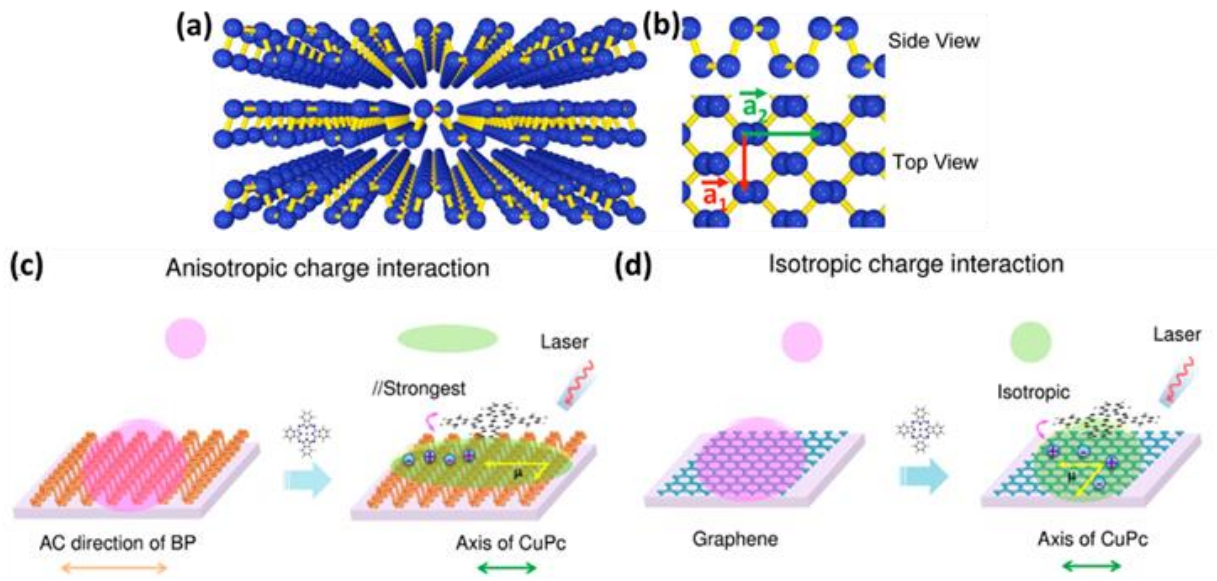 (a)
(b)
Side View
a₂
Top View
a₁
(c)
Anisotropic charge interaction
(d)
Isotropic charge interaction
Laser
//Strongest
μ
AC direction of BP
Axis of CuPc
Laser
Isotropic
μ
Graphene
Axis of CuPc